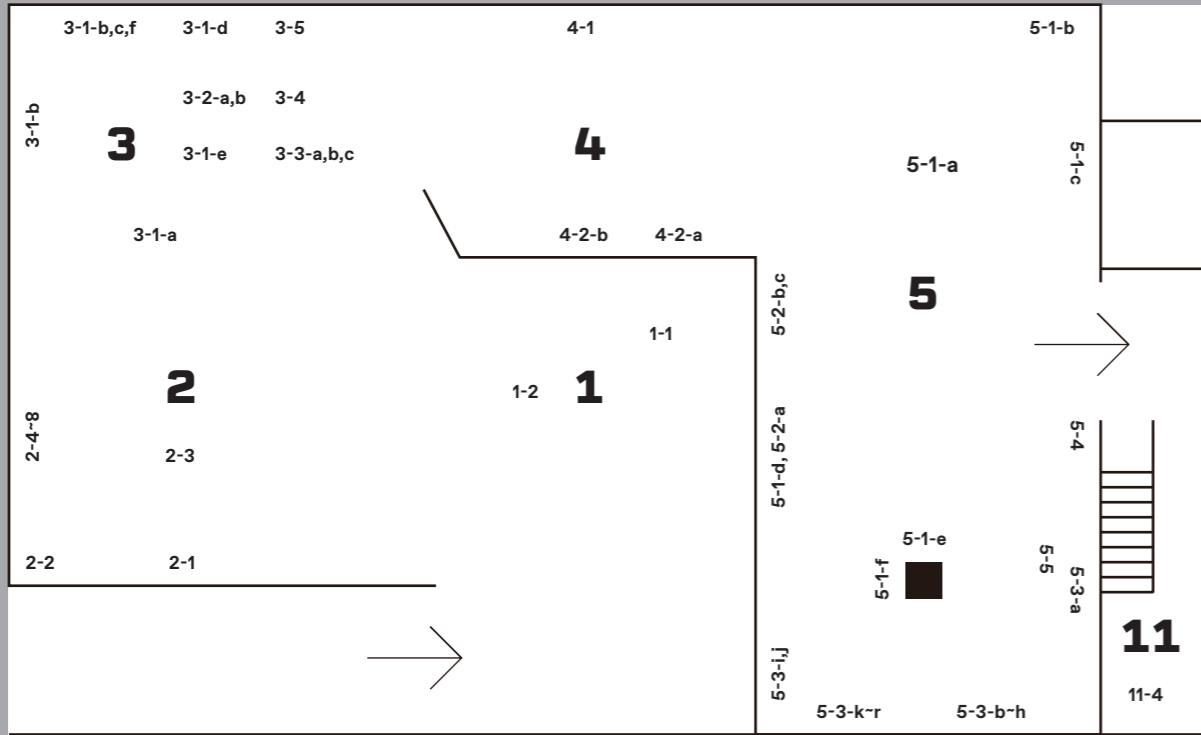 3-1-b,c,f 3-1-d 3-5 4-1 5-1-b
3-2-a,b 3-4
3-1-b
3 3-1-e 3-3-a,b,c 4 5-1-a 5-1-c
3-1-a 4-2-b 4-2-a
5-2-b,c 5
1-1
2 1-2 1
2-4~8 5-1-d, 5-2-a 5-4
2-3
5-1-e
2-2 2-1 5-1-f 5-5 5-3-a
11
5-3-i,j 11-4
5-3-k~r 5-3-b~h